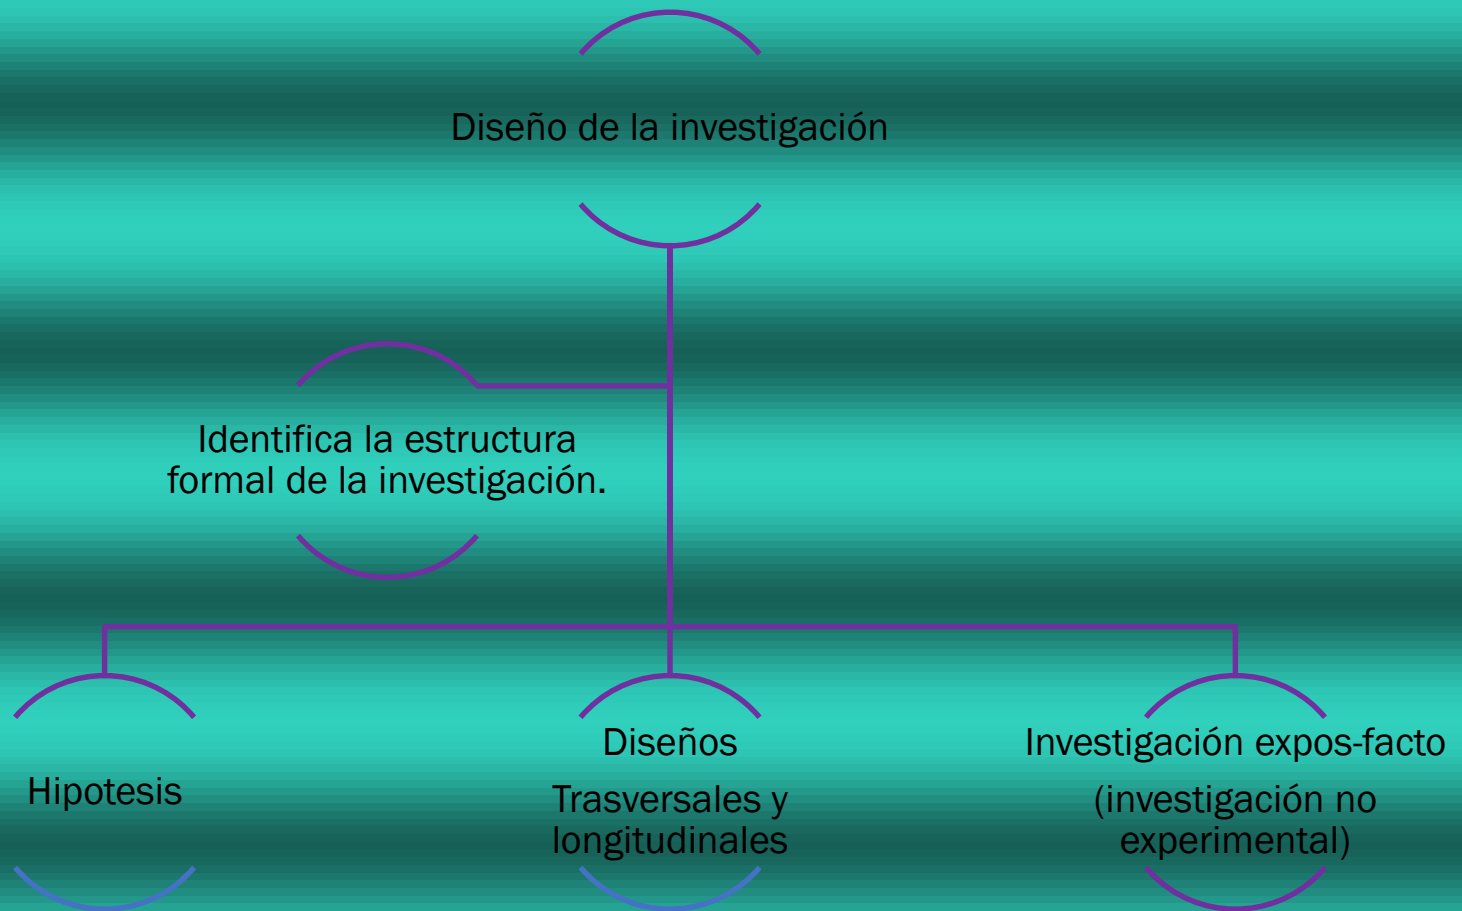 Diseño de la investigación
Identifica la estructura
formal de la investigación.
Hipotesis
Diseños
Trasversales y
longitudinales
Investigación expos-facto
(investigación no
experimental)